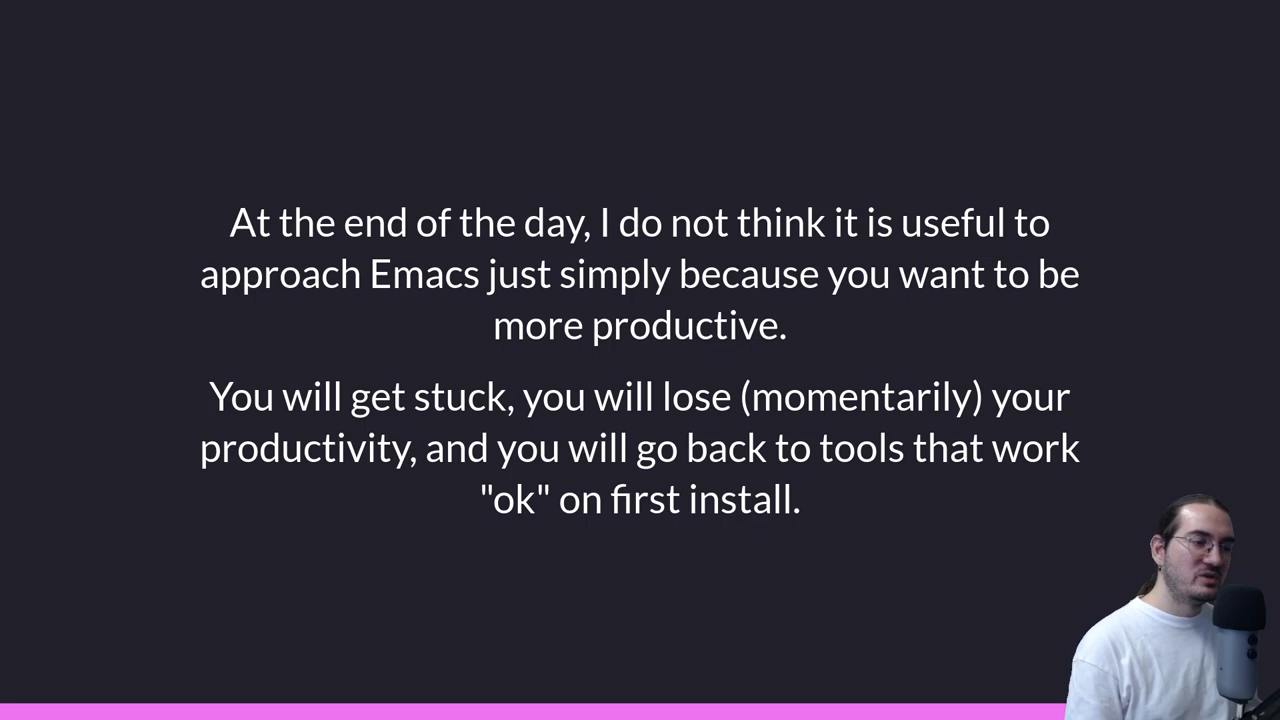 At the end of the day, I do not think it is useful to
approach Emacs just simply because you want to be
more productive.
You will get stuck, you will lose (momentarily) your
productivity, and you will go back to tools that work
"ok" on first install.